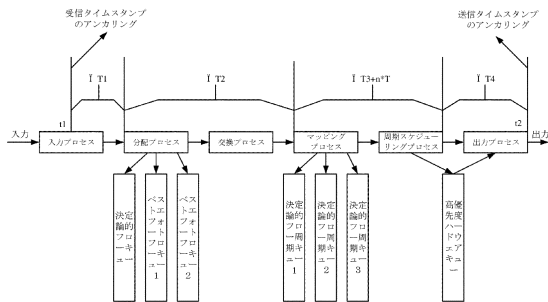 受信タイムスタンプ
のアンカリング
送信タイムスタンプ
のアンカリング
Ï T1
Ï T2
Ï T3+n*T
Ï T4
t1
t2
入力
入力プロセス
分配プロセス
交換プロセス
マッピング
プロセス
周期スケジュー
リングプロセス
出力プロセス
出力
決定論的フローキュー
ベストエフォートフローキュー1
ベストエフォートフローキュー2
決定論的フロー周期キュー1
決定論的フロー周期キュー2
決定論的フロー周期キュー3
高優先度ハードウェアキュー